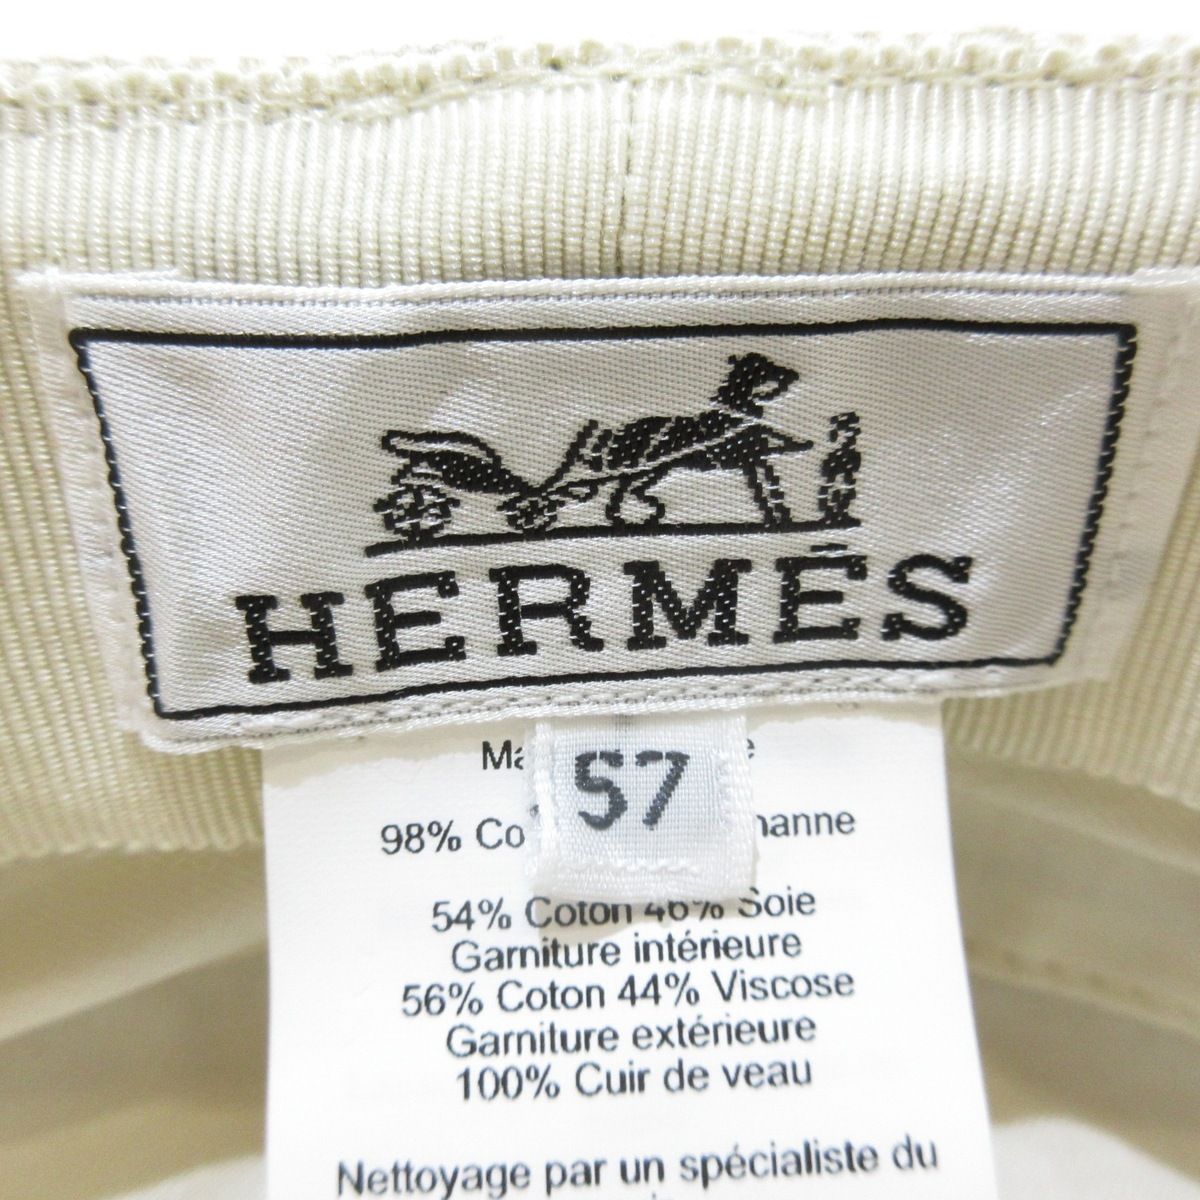 HERMÈS
57
98%
54% Coton 46% Soie
Garniture intérieure
56% Coton 44% Viscose
Garniture extérieure
100% Cuir de veau
Nettoyage par un spécialiste du